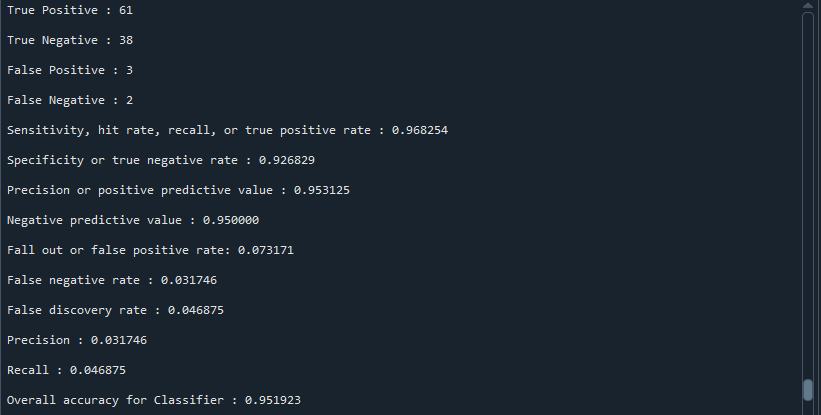 True Positive : 61
True Negative : 38
False Positive : 3
False Negative : 2
Sensitivity, hit rate, recall, or true positive rate : 0.968254
Specificity or true negative rate : 0.926829
Precision or positive predictive value : 0.953125
Negative predictive value : 0.950000
Fall out or false positive rate: 0.073171
False negative rate : 0.031746
False discovery rate : 0.046875
Precision : 0.031746
Recall : 0.046875
Overall accuracy for Classifier : 0.951923